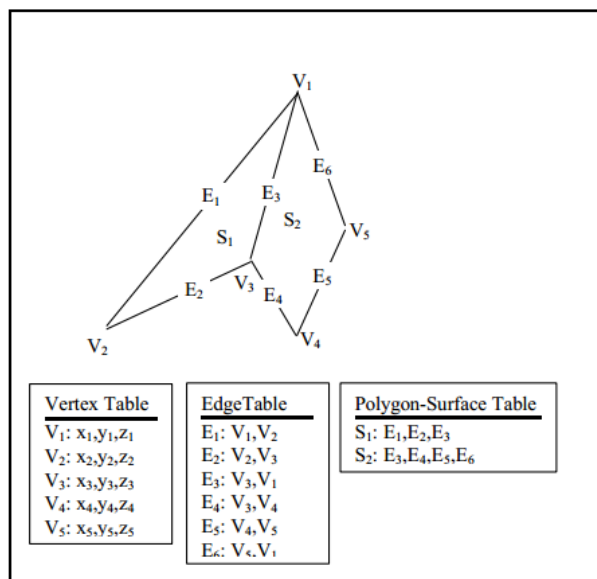 V₁
E₆
E₁ E₃
S₁ S₂ V₅
E₂ V₃ E₄ E₅
V₂ V₄
Vertex Table
V₁: x₁,y₁,z₁
V₂: x₂,y₂,z₂
V₃: x₃,y₃,z₃
V₄: x₄,y₄,z₄
V₅: x₅,y₅,z₅
EdgeTable
E₁: V₁,V₂
E₂: V₂,V₃
E₃: V₃,V₁
E₄: V₃,V₄
E₅: V₄,V₅
E₆: V₅,V₁
Polygon-Surface Table
S₁: E₁,E₂,E₃
S₂: E₃,E₄,E₅,E₆